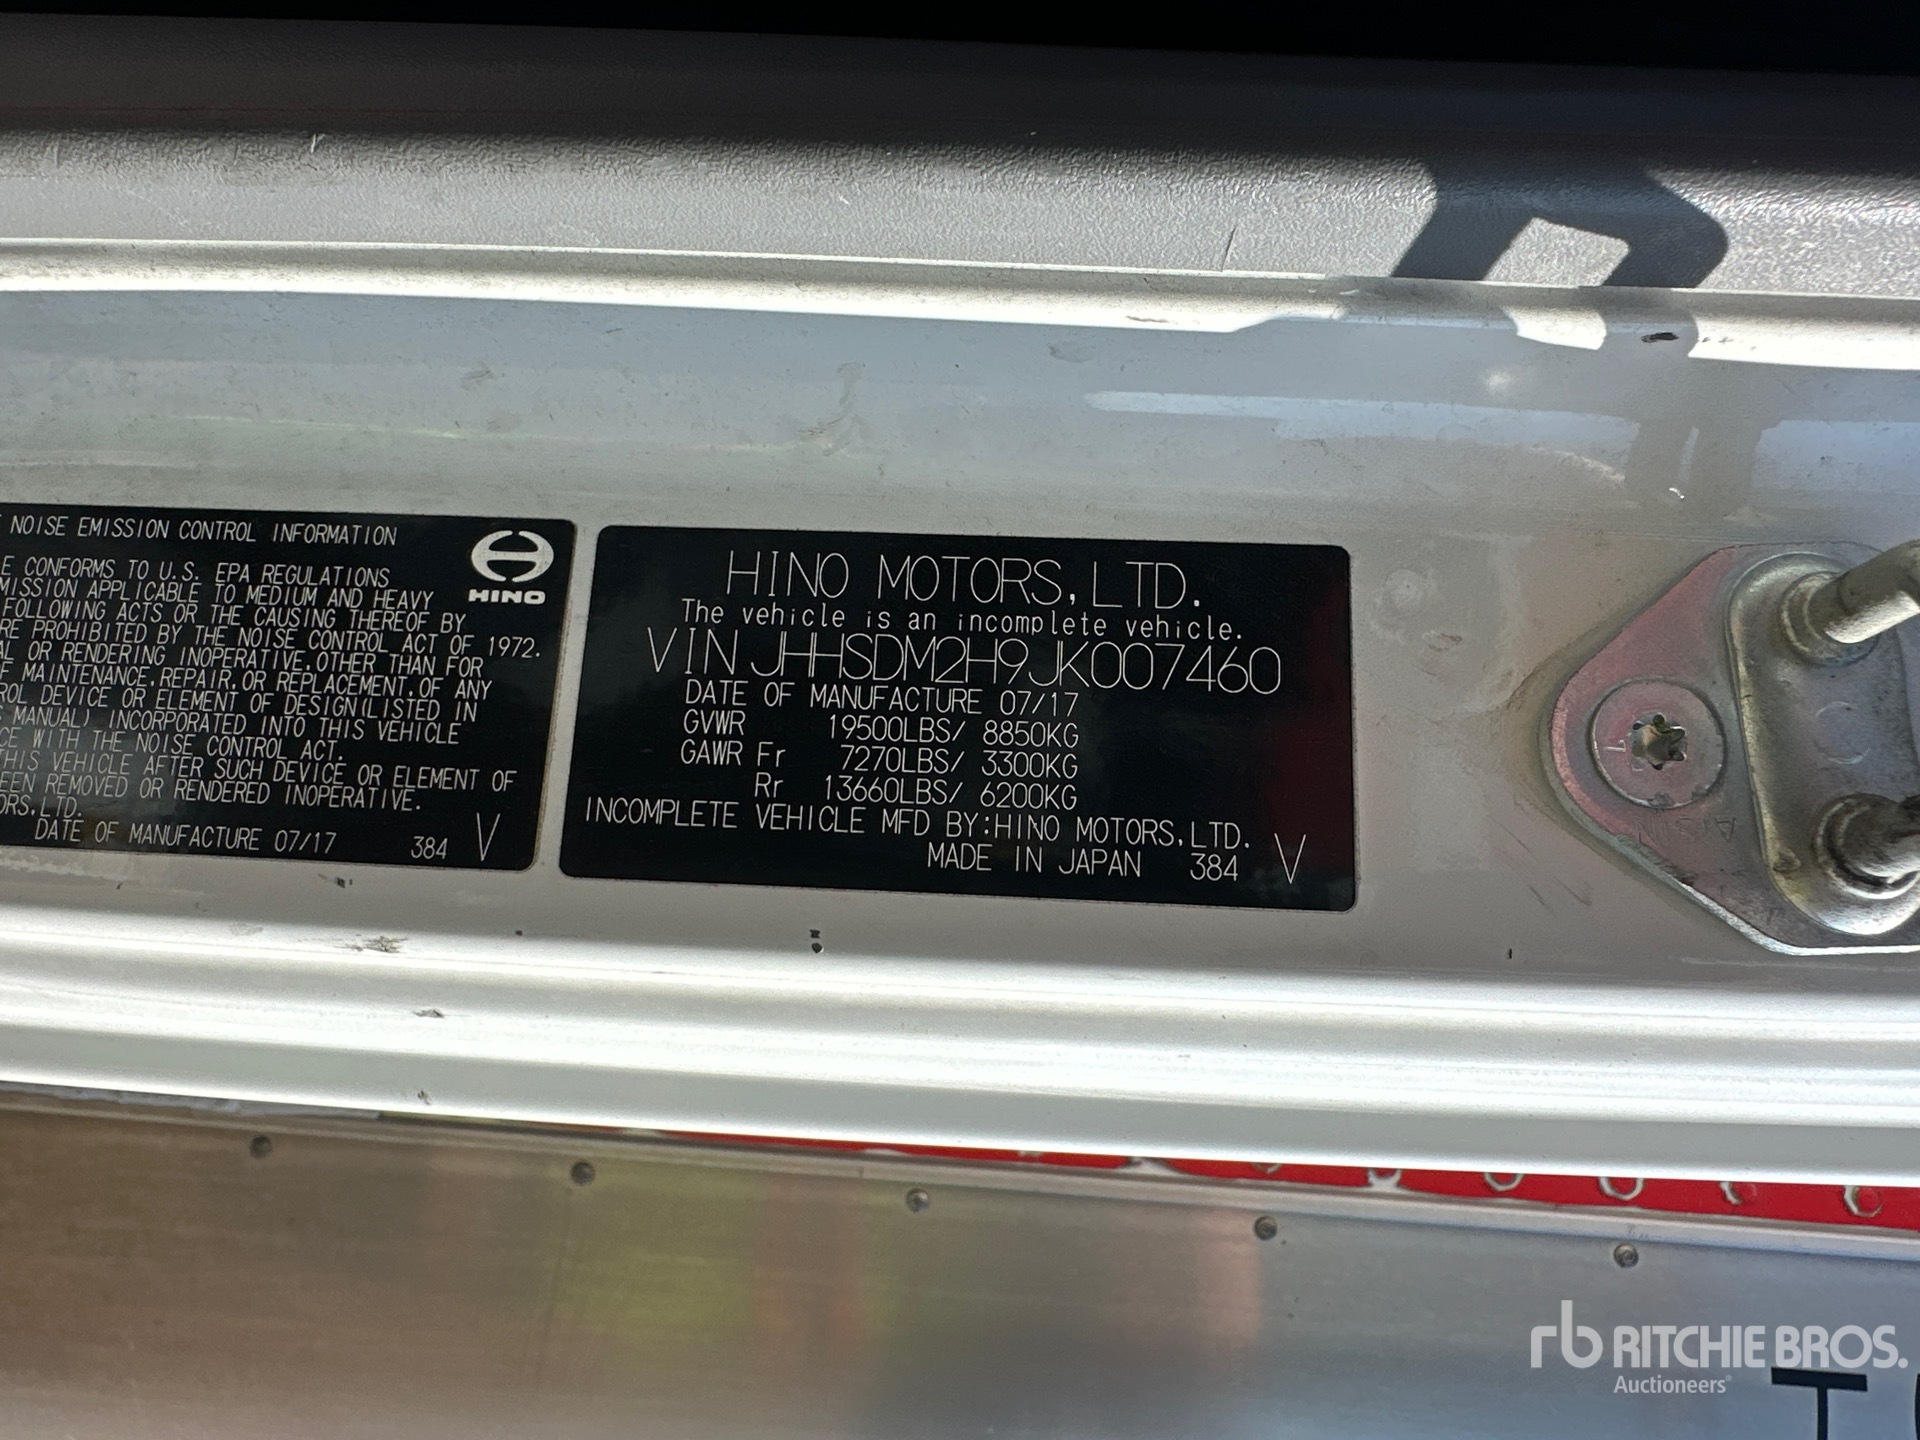 NOISE EMISSION CONTROL INFORMATION
CONFORMS TO U.S. EPA REGULATIONS
APPLICABLE TO MEDIUM AND HEAVY
FOLLOWING ACTS OR THE CAUSING THEREOF BY
PROHIBITED BY THE NOISE CONTROL ACT OF 1972.
OR RENDERING INOPERATIVE. OTHER THAN FOR
MAINTENANCE, REPAIR, OR REPLACEMENT, OF ANY
DEVICE OR ELEMENT OF DESIGN(LISTED IN
MANUAL) INCORPORATED INTO THIS VEHICLE
WITH THE NOISE CONTROL ACT.
THIS VEHICLE AFTER SUCH DEVICE OR ELEMENT OF
REMOVED OR RENDERED INOPERATIVE.
LTD.
DATE OF MANUFACTURE 07/17 384 V
HINO
HINO MOTORS,LTD.
The vehicle is an incomplete vehicle.
VIN JHHSDM2H9JK007460
DATE OF MANUFACTURE 07/17
GVWR 19500LBS/ 8850KG
GAWR Fr 7270LBS/ 3300KG
Rr 13660LBS/ 6200KG
INCOMPLETE VEHICLE MFD BY:HINO MOTORS,LTD.
MADE IN JAPAN 384 V
AISIN
rb RITCHIE BROS.
Auctioneers